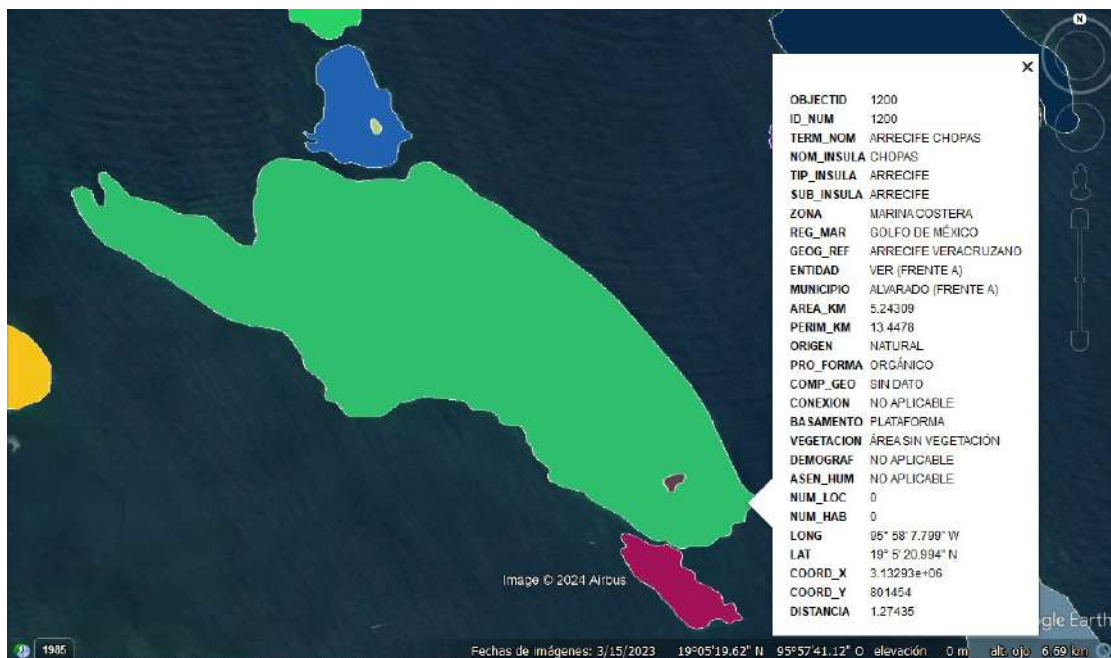 N
×
OBJECTID 1200
ID_NUM 1200
TERM_NOM ARRECIFE CHOPAS
NOM_INSULA CHOPAS
TIP_INSULA ARRECIFE
SUB_INSULA ARRECIFE
ZONA MARINA COSTERA
REG_MAR GOLFO DE MÉXICO
GEOG_REF ARRECIFE VERACRUZANO
ENTIDAD VER (FRENTE A)
MUNICIPIO ALVARADO (FRENTE A)
AREA_KM 5.24309
PERIM_KM 13.4478
ORIGEN NATURAL
PRO_FORMA ORGÁNICO
COMP_GEO SIN DATO
CONEXION NO APLICABLE
BASAMENTO PLATAFORMA
VEGETACION ÁREA SIN VEGETACIÓN
DEMOGRAF NO APLICABLE
ASEN_HUM NO APLICABLE
NUM_LOC 0
NUM_HAB 0
LONG 95° 58' 7.799" W
LAT 19° 5' 20.994" N
COORD_X 3.13293e+06
COORD_Y 801454
DISTANCIA 1.27435
Image © 2024 Airbus
gle Earth
1985
Fechas de imágenes: 3/15/2023 19°05'19.62" N 95°57'41.12" O elevación 0 m alt. ojo 6.69 km